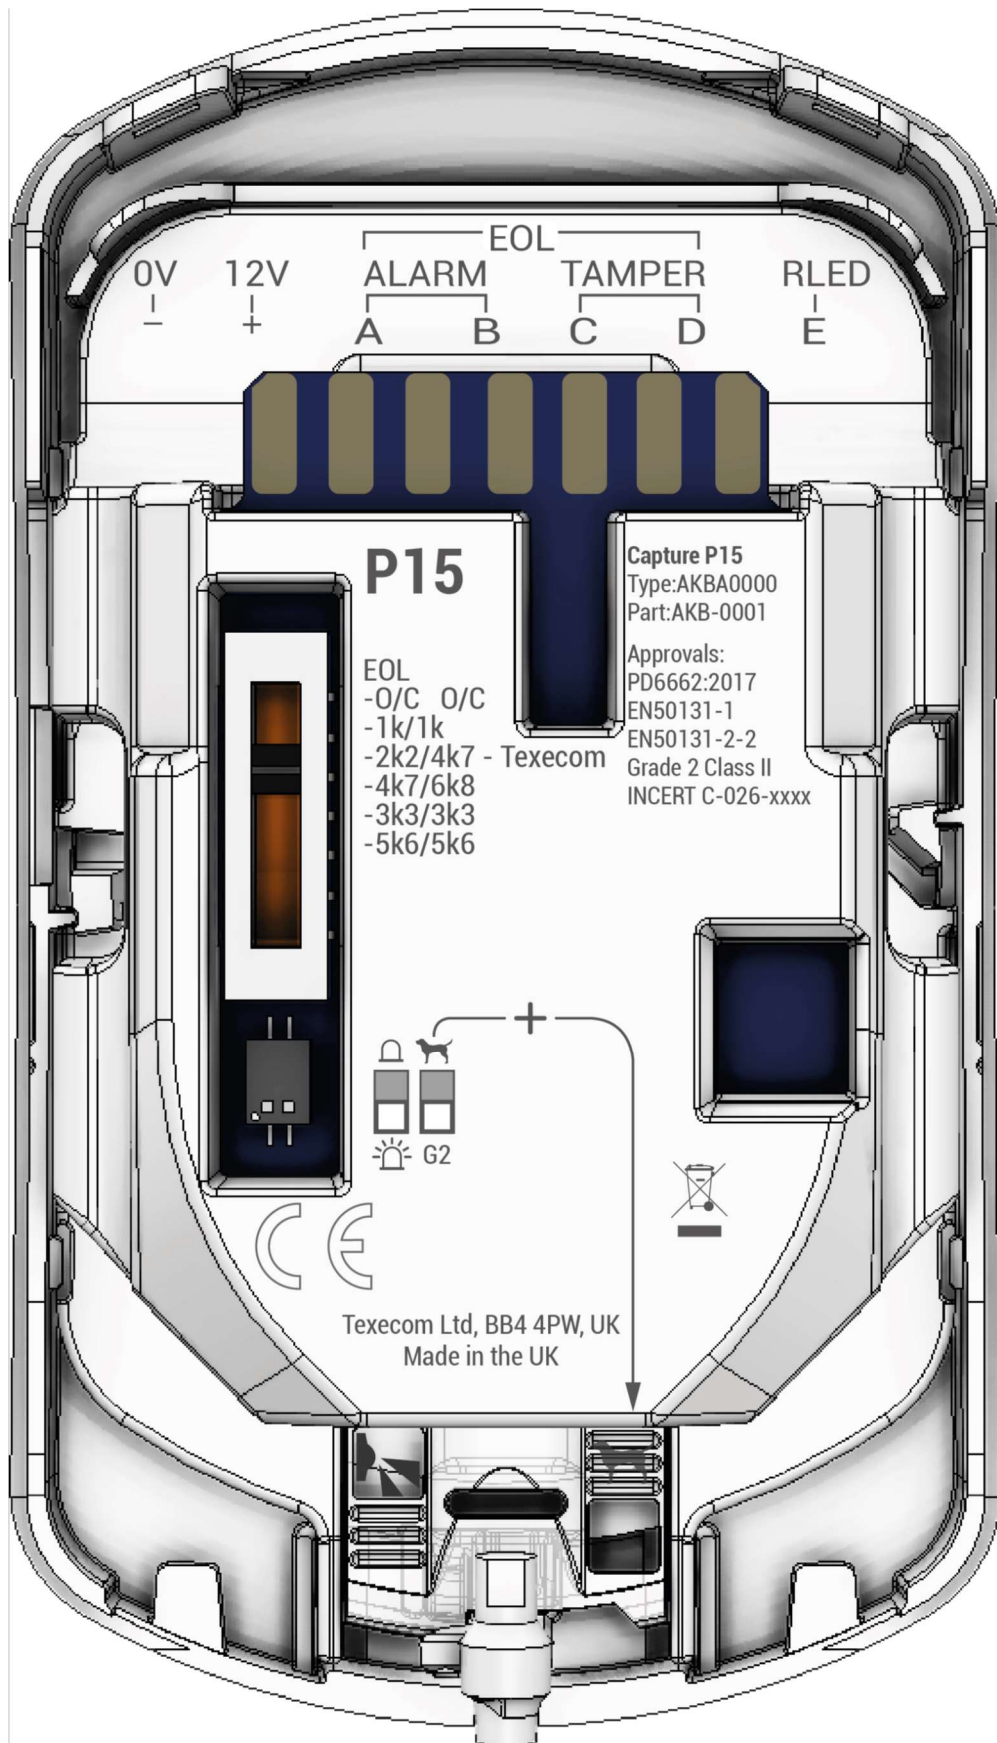 EOL
0V 12V ALARM TAMPER RLED
− + A B C D E
P15
EOL
-O/C O/C
-1k/1k
-2k2/4k7 - Texecom
-4k7/6k8
-3k3/3k3
-5k6/5k6
Capture P15
Type:AKBA0000
Part:AKB-0001
Approvals:
PD6662:2017
EN50131-1
EN50131-2-2
Grade 2 Class II
INCERT C-026-xxxx
+
G2
CE
Texecom Ltd, BB4 4PW, UK
Made in the UK